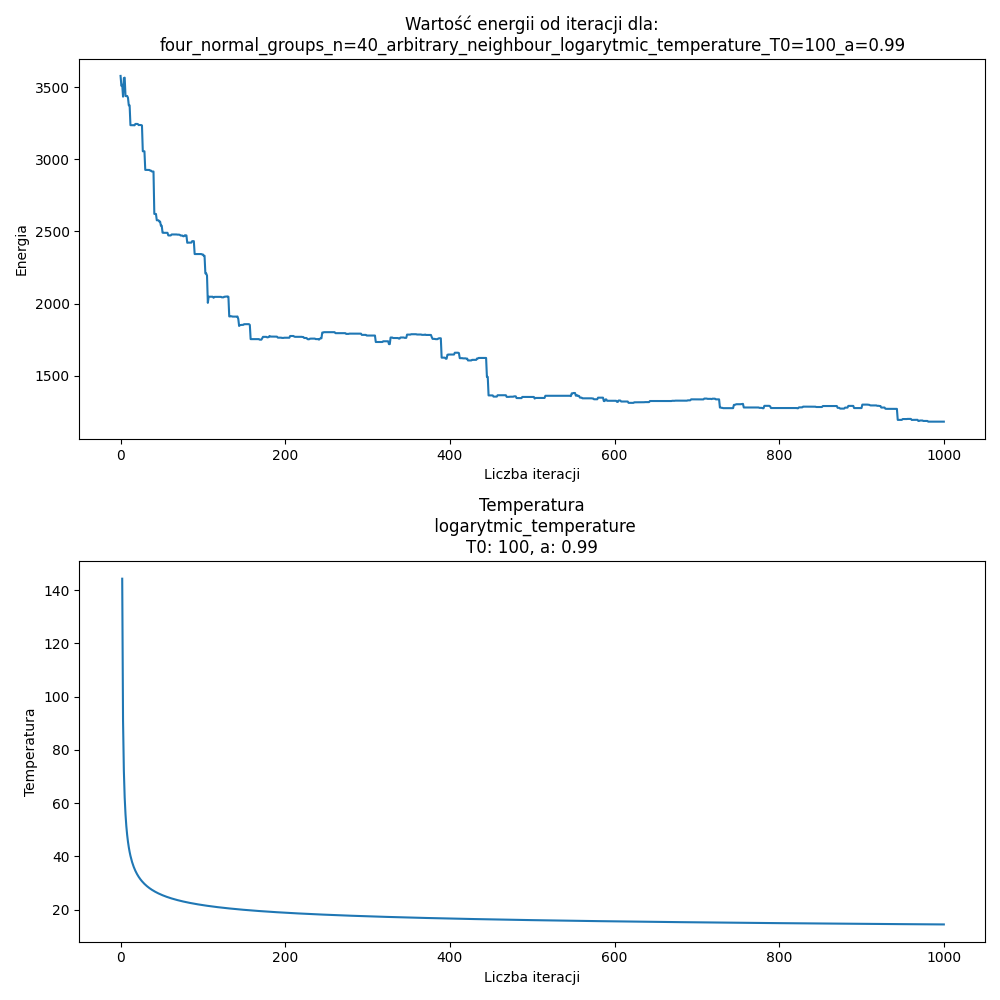 Wartość energii od iteracji dla:
four_normal_groups_n=40_arbitrary_neighbour_logarytmic_temperature_T0=100_a=0.99
3500
3000
2500
2000
1500
Energia
0 200 400 600 800 1000
Liczba iteracji
Temperatura
logarytmic_temperature
T0: 100, a: 0.99
140
120
100
80
60
40
20
Temperatura
0 200 400 600 800 1000
Liczba iteracji